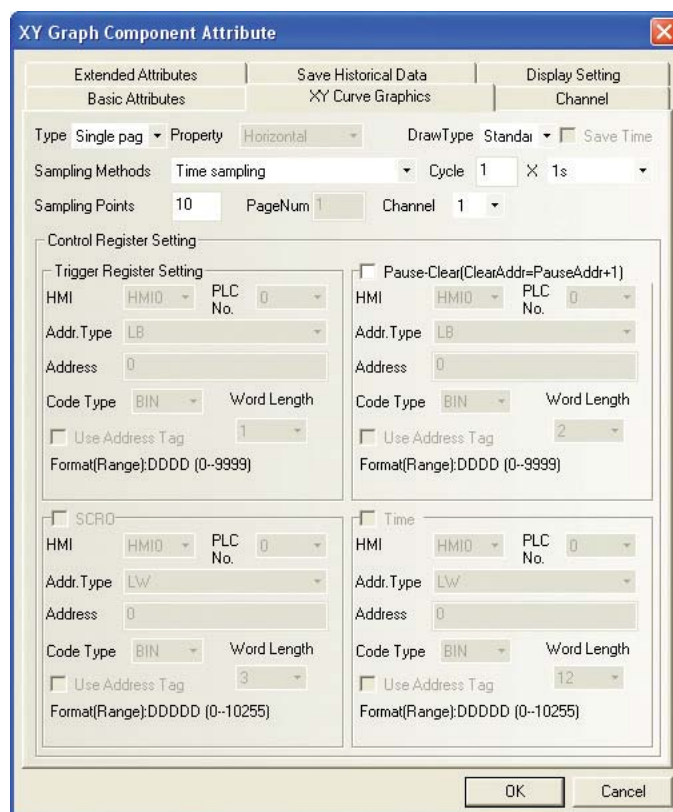 XY Graph Component Attribute
Extended Attributes Save Historical Data Display Setting
Basic Attributes XY Curve Graphics Channel
Type Single pag Property Horizontal DrawType Standar Save Time
Sampling Methods Time sampling Cycle 1 X 1s
Sampling Points 10 PageNum 1 Channel 1
Control Register Setting
Trigger Register Setting
HMI HMI0 PLC No. 0
Addr.Type LB
Address 0
Code Type BIN Word Length
Use Address Tag 1
Format(Range):DDDD (0--9999)
Pause-Clear(ClearAddr=PauseAddr+1)
HMI HMI0 PLC No. 0
Addr.Type LB
Address 0
Code Type BIN Word Length
Use Address Tag 2
Format(Range):DDDD (0--9999)
SCRO
HMI HMI0 PLC No. 0
Addr.Type LW
Address 0
Code Type BIN Word Length
Use Address Tag 3
Format(Range):DDDDD (0--10255)
Time
HMI HMI0 PLC No. 0
Addr.Type LW
Address 0
Code Type BIN Word Length
Use Address Tag 12
Format(Range):DDDDD (0--10255)
OK Cancel